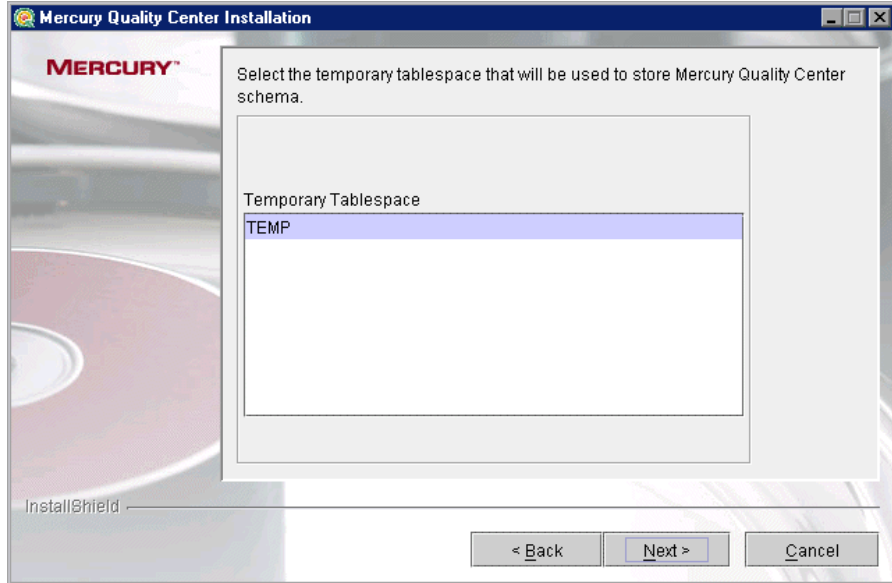 Mercury Quality Center Installation
MERCURY™
Select the temporary tablespace that will be used to store Mercury Quality Center
schema.
Temporary Tablespace
TEMP
InstallShield
< Back
Next >
Cancel